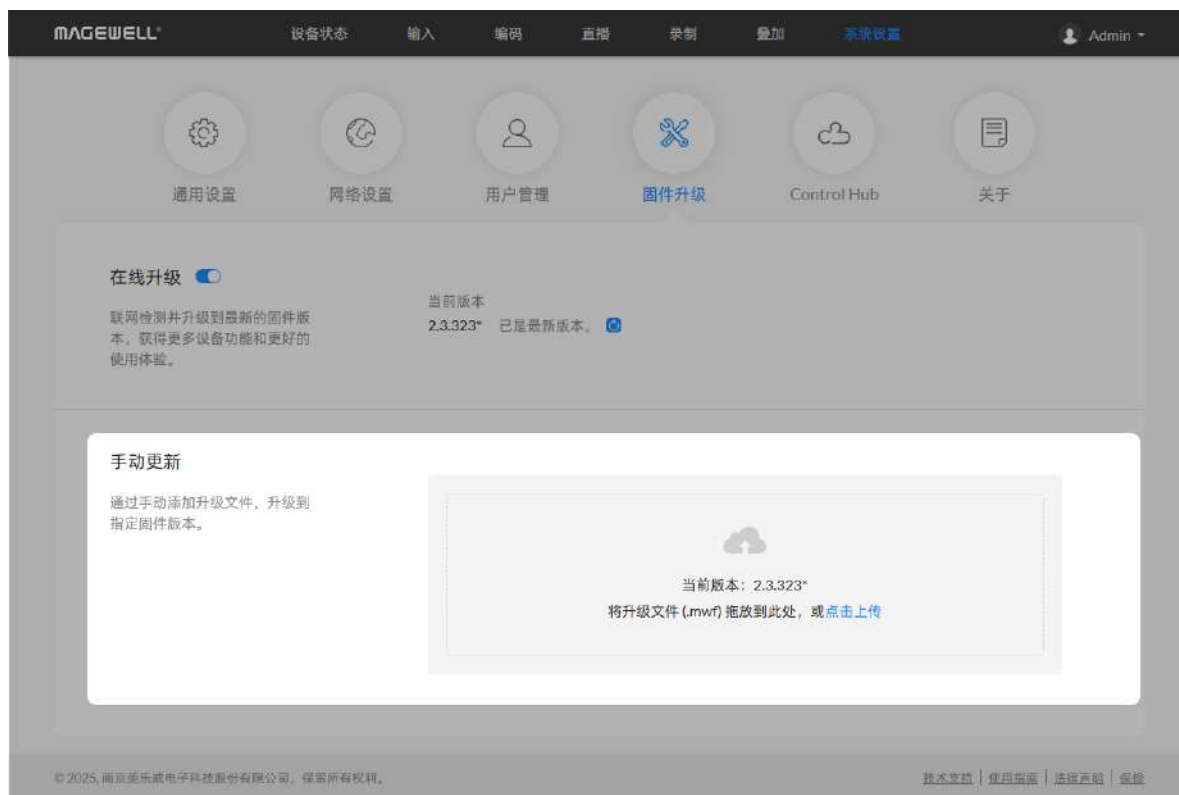 MAGEWELL
设备状态 输入 编码 直播 录制 叠加 系统设置 Admin
通用设置 网络设置 用户管理 固件升级 Control Hub 关于
在线升级
联网检测并升级到最新的固件版
本，获得更多设备功能和更好的
使用体验。
当前版本
2.3.323* 已是最新版本。
手动更新
通过手动添加升级文件，升级到
指定固件版本。
当前版本：2.3.323*
将升级文件 (.mwf) 拖放到此处，或点击上传
© 2025, 南京美乐威电子科技股份有限公司，保留所有权利。
技术支持 | 使用指南 | 法律声明 | 保修